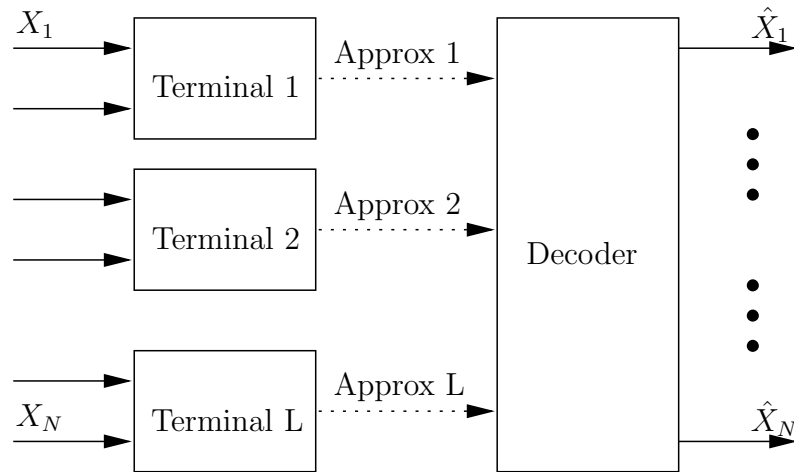 X_1
Approx 1
X̂_1
Terminal 1
Approx 2
Terminal 2
Decoder
Approx L
X_N
Terminal L
X̂_N